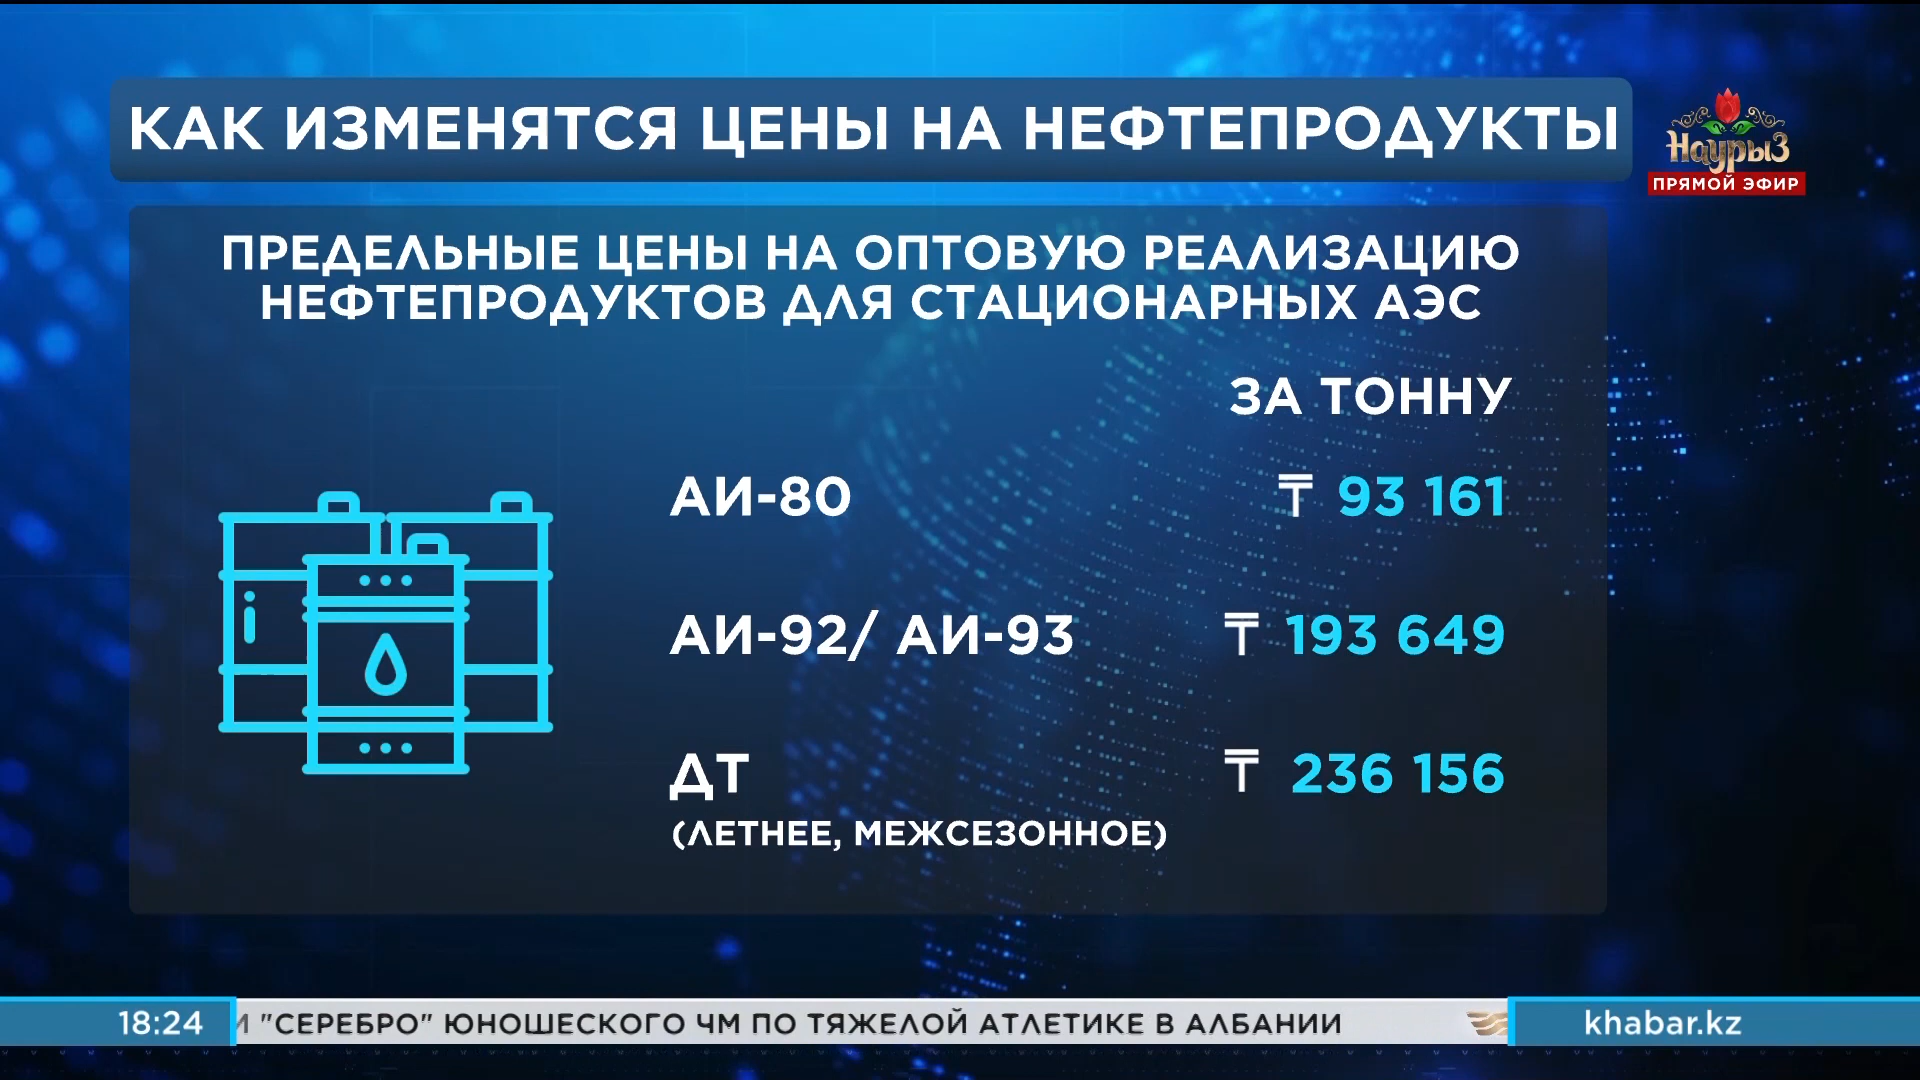 КАК ИЗМЕНЯТСЯ ЦЕНЫ НА НЕФТЕПРОДУКТЫ
Наурыз
ПРЯМОЙ ЭФИР
ПРЕДЕЛЬНЫЕ ЦЕНЫ НА ОПТОВУЮ РЕАЛИЗАЦИЮ
НЕФТЕПРОДУКТОВ ДЛЯ СТАЦИОНАРНЫХ АЗС
ЗА ТОННУ
АИ-80 ₸ 93 161
АИ-92/ АИ-93 ₸ 193 649
ДТ ₸ 236 156
(ЛЕТНЕЕ, МЕЖСЕЗОННОЕ)
18:24 И "СЕРЕБРО" ЮНОШЕСКОГО ЧМ ПО ТЯЖЕЛОЙ АТЛЕТИКЕ В АЛБАНИИ khabar.kz